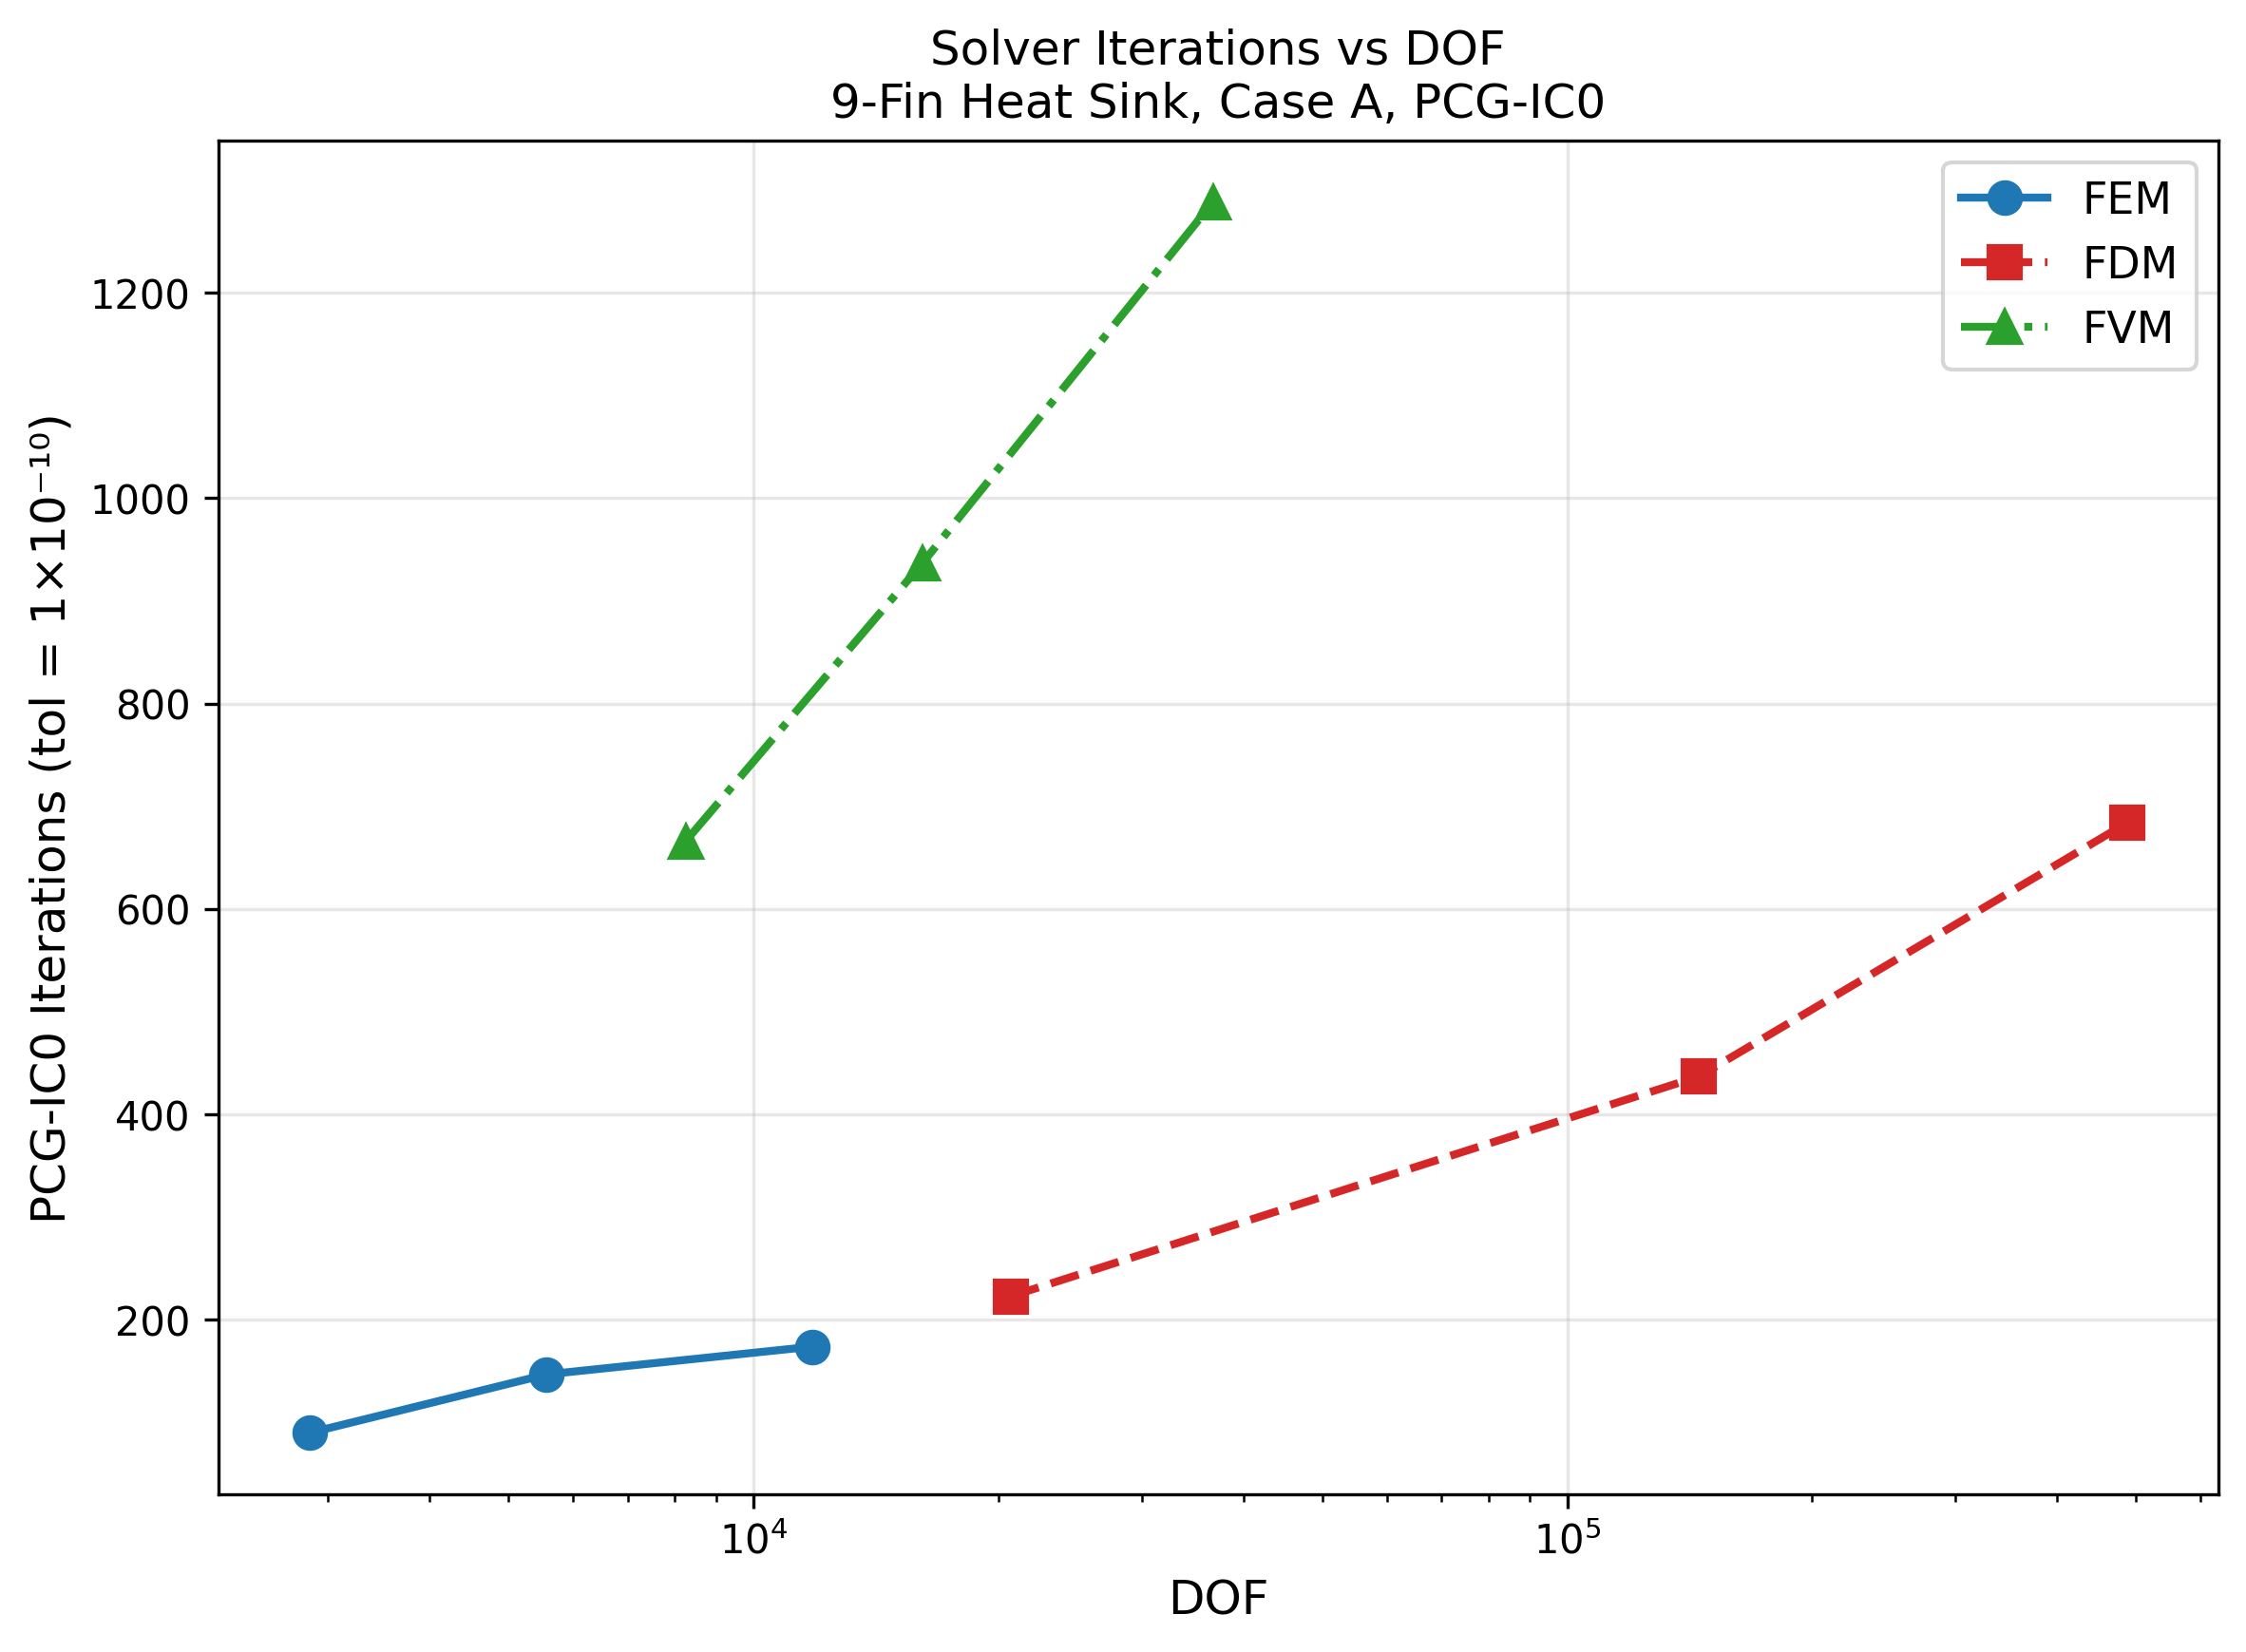 Solver Iterations vs DOF
9-Fin Heat Sink, Case A, PCG-IC0
PCG-IC0 Iterations (tol = 1×10⁻¹⁰)
1200
1000
800
600
400
200
10⁴
10⁵
DOF
FEM
FDM
FVM